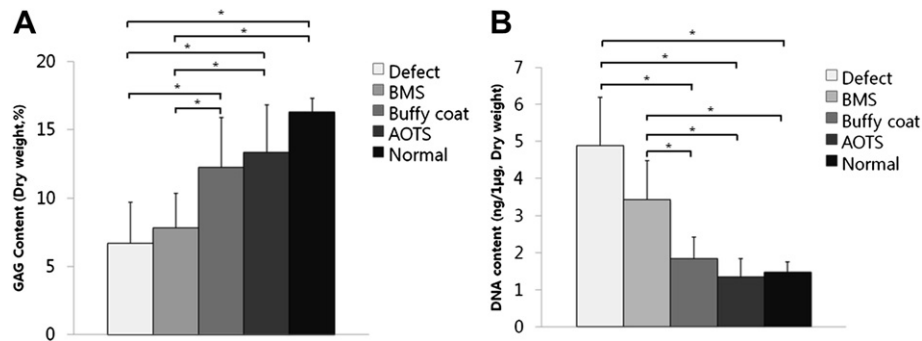 A
*
*
*
*
*
*
GAG Content (Dry weight,%)
20
15
10
5
0
Defect
BMS
Buffy coat
AOTS
Normal
B
*
*
*
*
*
*
DNA content (ng/1µg, Dry weight)
7
6
5
4
3
2
1
0
Defect
BMS
Buffy coat
AOTS
Normal